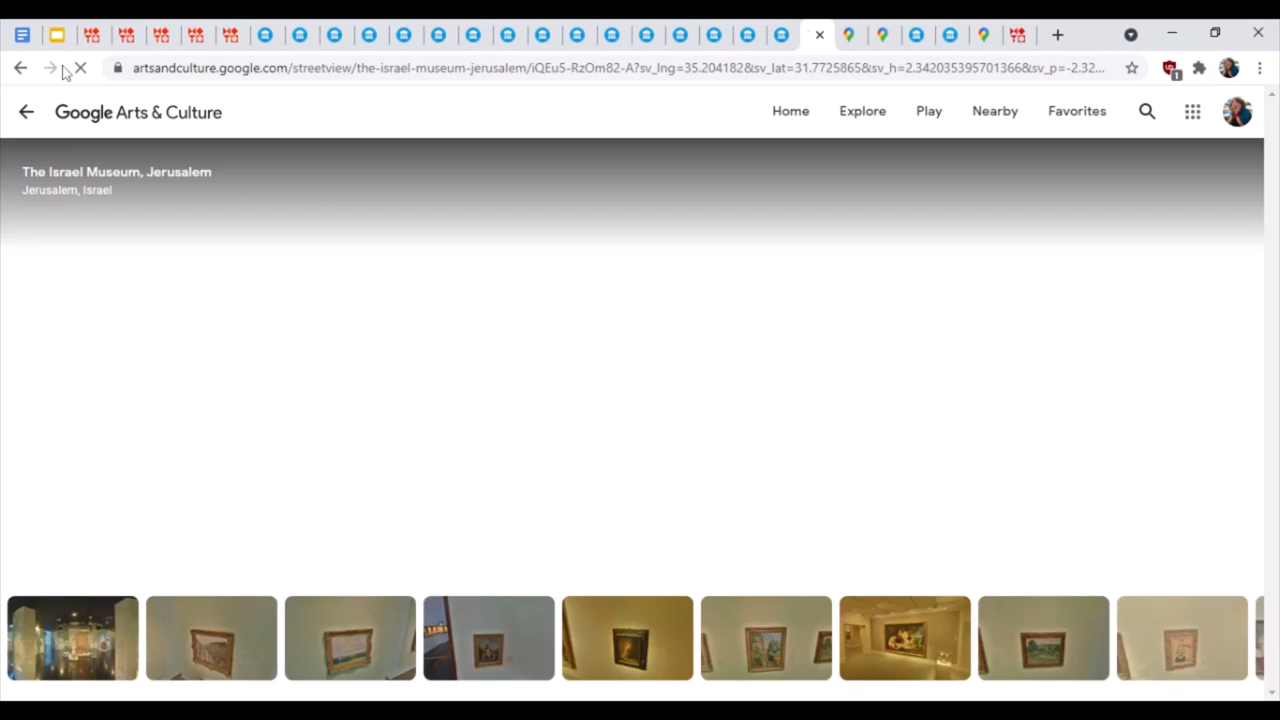 artsandculture.google.com/streetview/the-israel-museum-jerusalem/iQEu5-RzOm82-A?sv_lng=35.204182&sv_lat=31.7725865&sv_h=2.342035395701366&sv_p=-2.32...
1
Google Arts & Culture
Home Explore Play Nearby Favorites
The Israel Museum, Jerusalem
Jerusalem, Israel